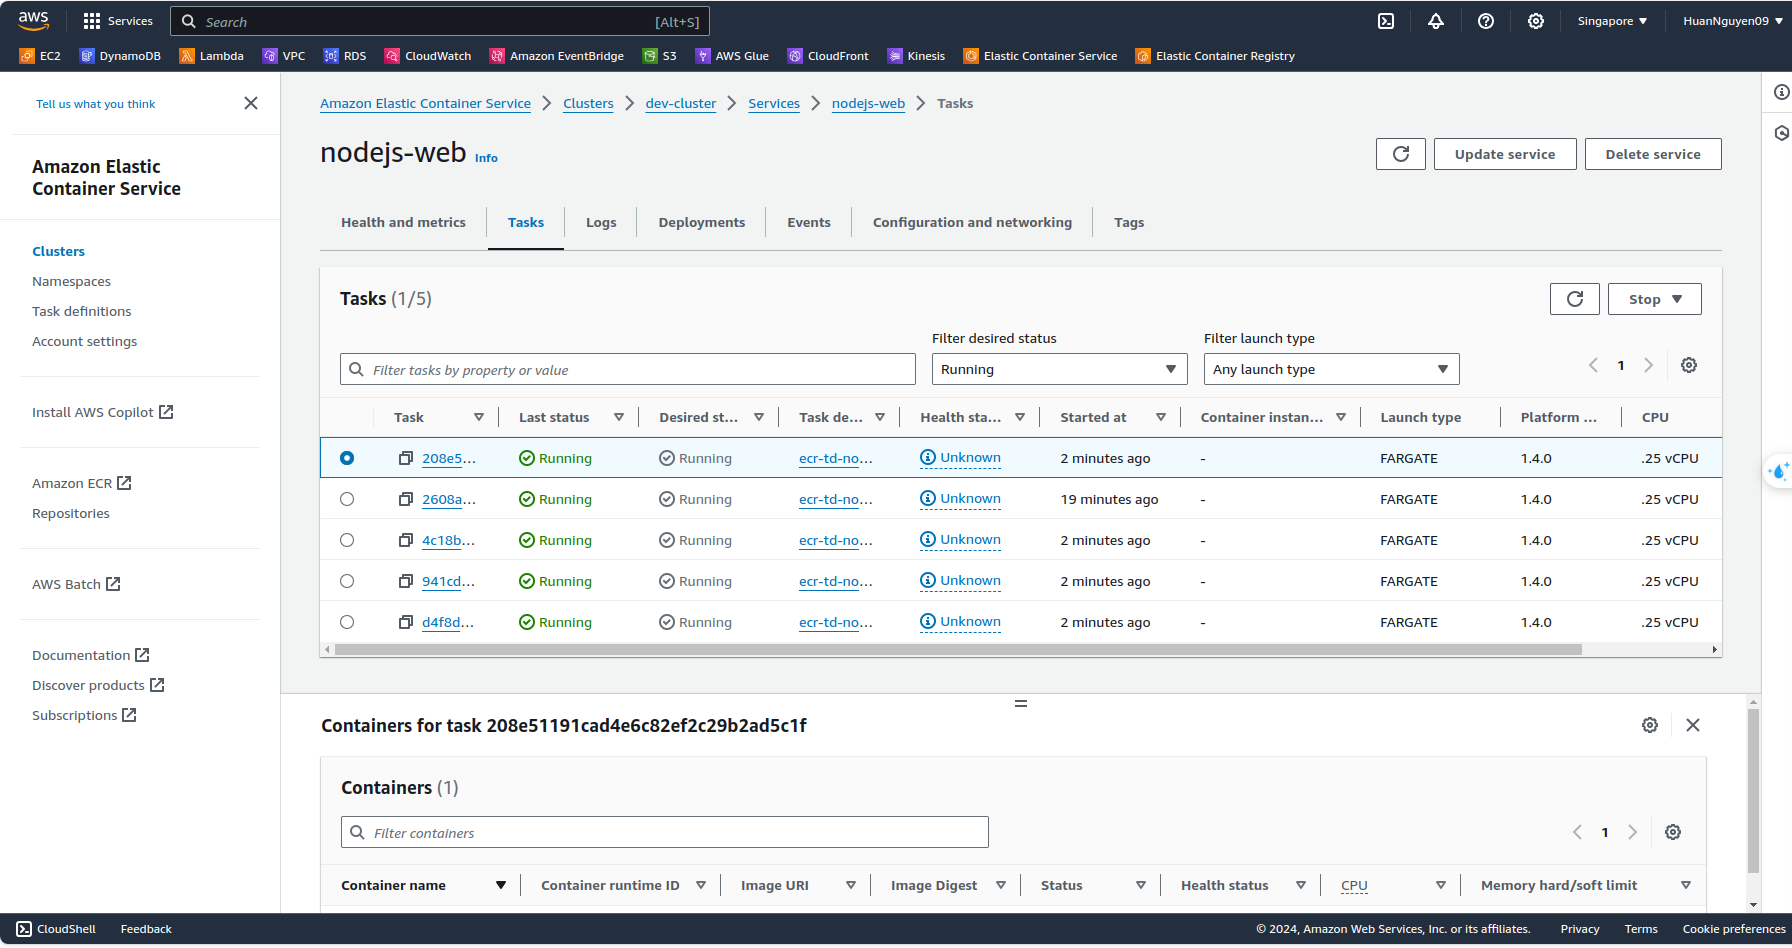 aws Services Search [Alt+S] Singapore HuanNguyen09
EC2 DynamoDB Lambda VPC RDS CloudWatch Amazon EventBridge S3 AWS Glue CloudFront Kinesis Elastic Container Service Elastic Container Registry
Tell us what you think
Amazon Elastic
Container Service
Clusters
Namespaces
Task definitions
Account settings
Install AWS Copilot
Amazon ECR
Repositories
AWS Batch
Documentation
Discover products
Subscriptions
Amazon Elastic Container Service Clusters dev-cluster Services nodejs-web Tasks
nodejs-web Info
Update service Delete service
Health and metrics Tasks Logs Deployments Events Configuration and networking Tags
Tasks (1/5)
Stop
Filter desired status Filter launch type
Filter tasks by property or value Running Any launch type 1
Task Last status Desired st... Task de... Health sta... Started at Container instan... Launch type Platform ... CPU
208e5... Running Running ecr-td-no... Unknown 2 minutes ago - FARGATE 1.4.0 .25 vCPU
2608a... Running Running ecr-td-no... Unknown 19 minutes ago - FARGATE 1.4.0 .25 vCPU
4c18b... Running Running ecr-td-no... Unknown 2 minutes ago - FARGATE 1.4.0 .25 vCPU
941cd... Running Running ecr-td-no... Unknown 2 minutes ago - FARGATE 1.4.0 .25 vCPU
d4f8d... Running Running ecr-td-no... Unknown 2 minutes ago - FARGATE 1.4.0 .25 vCPU
Containers for task 208e51191cad4e6c82ef2c29b2ad5c1f
Containers (1)
Filter containers 1
Container name Container runtime ID Image URI Image Digest Status Health status CPU Memory hard/soft limit
CloudShell Feedback © 2024, Amazon Web Services, Inc. or its affiliates. Privacy Terms Cookie preferences